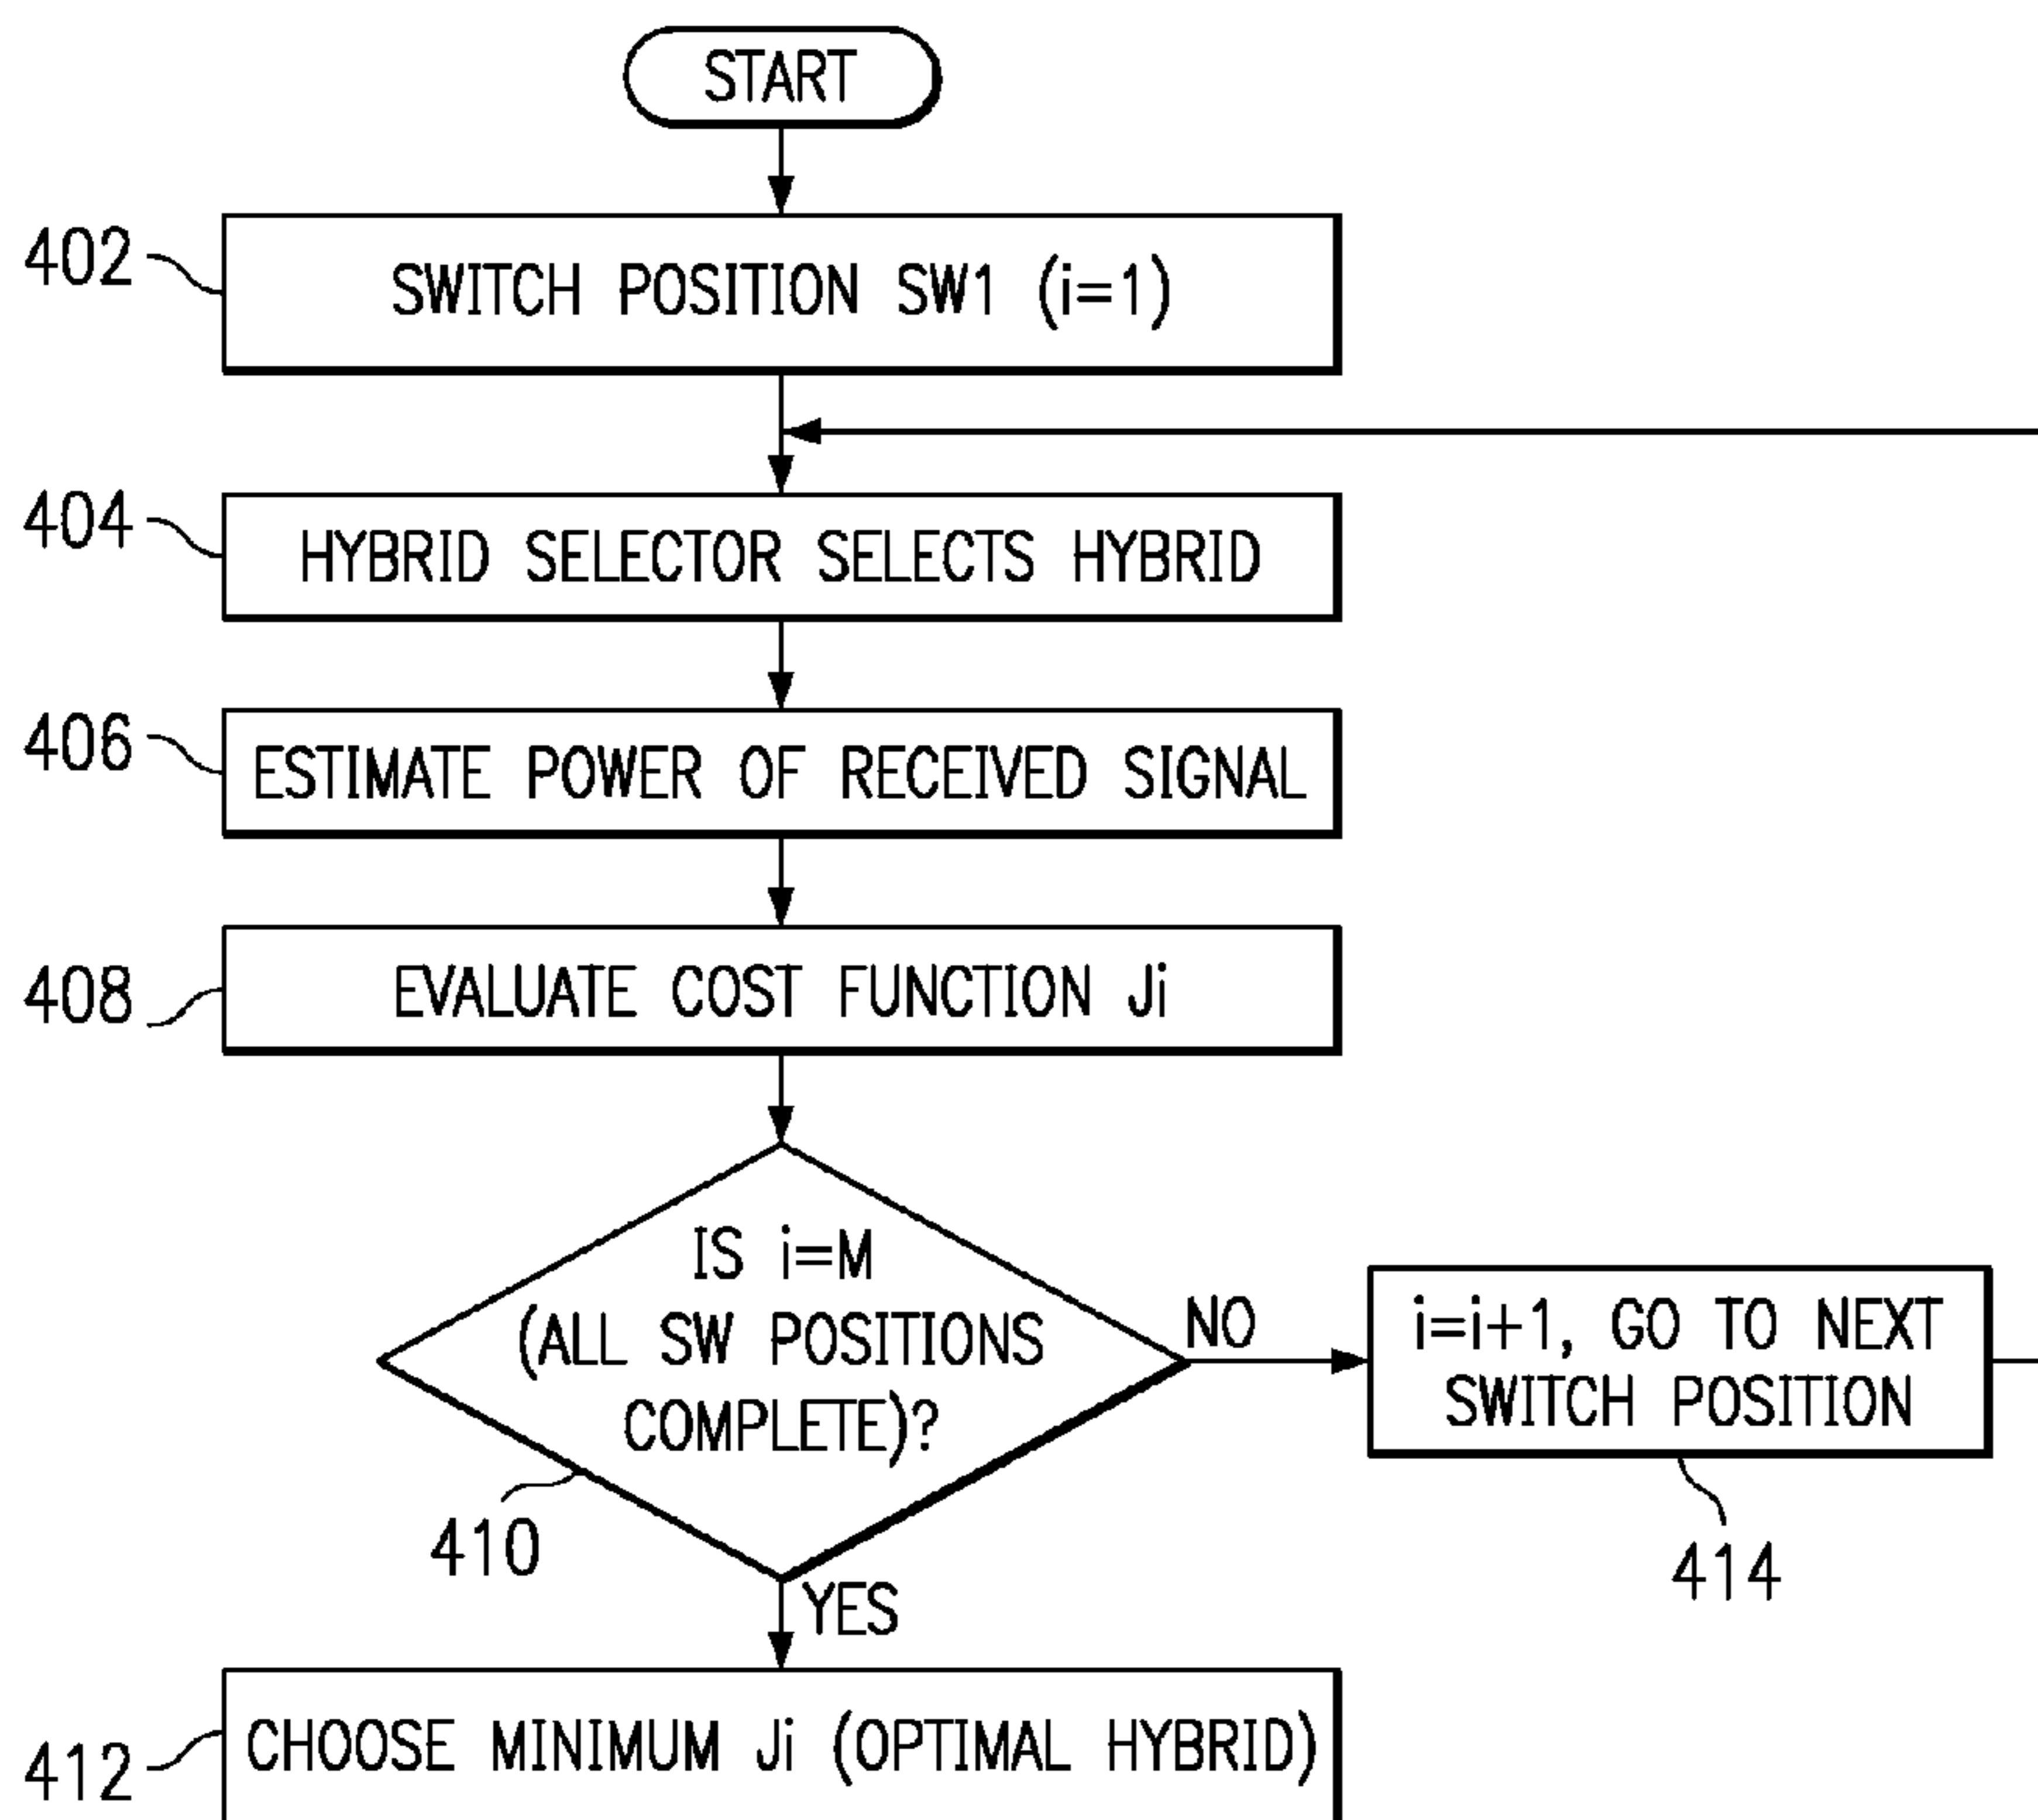 START
402
SWITCH POSITION SW1 (i=1)
404
HYBRID SELECTOR SELECTS HYBRID
406
ESTIMATE POWER OF RECEIVED SIGNAL
408
EVALUATE COST FUNCTION Ji
IS i=M
(ALL SW POSITIONS
COMPLETE)?
410
NO
i=i+1, GO TO NEXT
SWITCH POSITION
414
YES
412
CHOOSE MINIMUM Ji (OPTIMAL HYBRID)